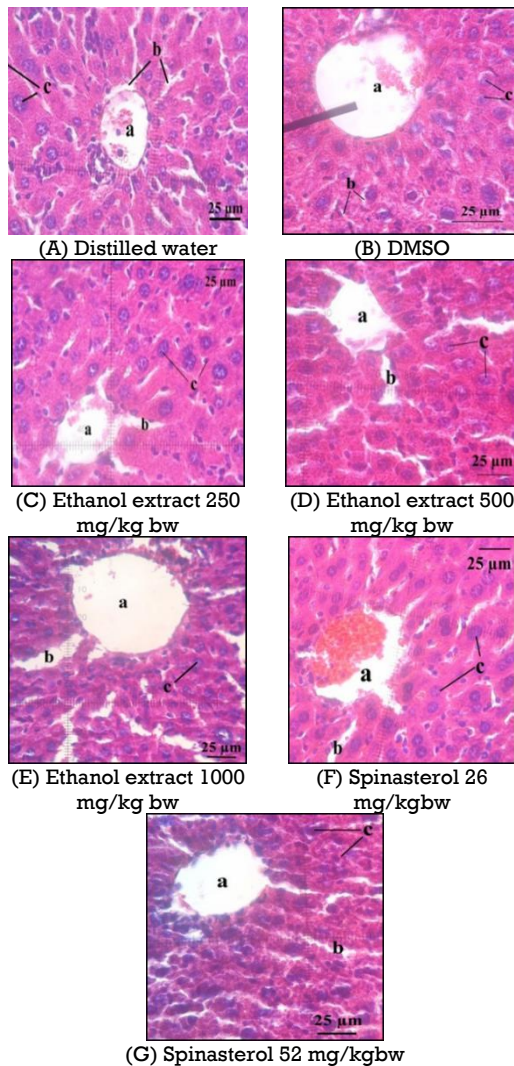 b
c
a
25 µm
(A) Distilled water
a
c
b
25 µm
(B) DMSO
25 µm
c
a
b
(C) Ethanol extract 250
mg/kg bw
a
c
b
25 µm
(D) Ethanol extract 500
mg/kg bw
a
b
c
25 µm
(E) Ethanol extract 1000
mg/kg bw
25 µm
c
a
b
(F) Spinasterol 26
mg/kgbw
c
a
b
25 µm
(G) Spinasterol 52 mg/kgbw